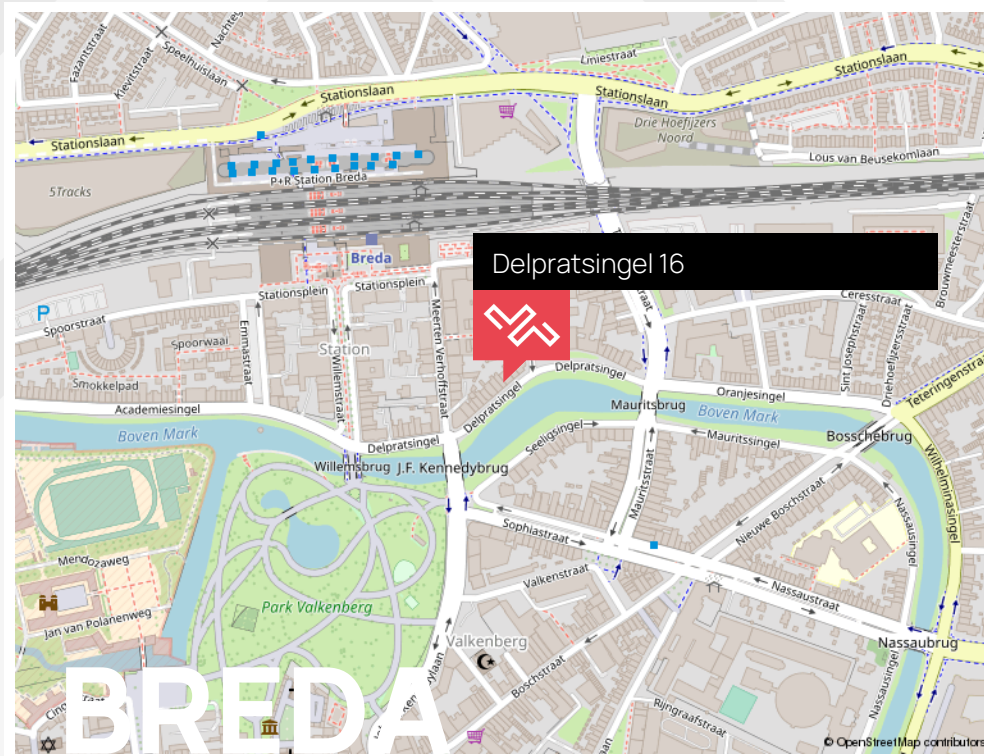 Fazantstraat
Kievitstraat
Speelhuislaan
Liniestraat
Stationslaan
Stationslaan
Stationslaan
Stationslaan
Drie Hoefijzers
Noord
Lous van Beusekomlaan
5Tracks
P+R Station Breda
Breda
Delpratsingel 16
Brouwmeesterstraat
Stationsplein
Stationsplein
Ceresstraat
P
Spoorstraat
Spoorwaai
Emmastraat
Station
Willemstraat
Meerten Verhoffstraat
Sint Josephstraat
Driehoefijzersstraat
Teteringenstraat
Smokkelpad
Delpratsingel
Delpratsingel
Oranjesingel
Academiesingel
Mauritsbrug
Boven Mark
Boven Mark
Delpratsingel
Seeligsingel
Mauritssingel
Bosschebrug
Willemsbrug
J.F. Kennedybrug
Wilhelminasingel
Mauritsstraat
Nieuwe Boschstraat
Nassausingel
Sophiastraat
Mendozaweg
Valkenstraat
Nassaustraat
Park Valkenberg
Jan van Polanenweg
Valkenberg
Nassaubrug
Boschstraat
Nassausingel
Rijngraafstraat
BREDA
© OpenStreetMap contributors